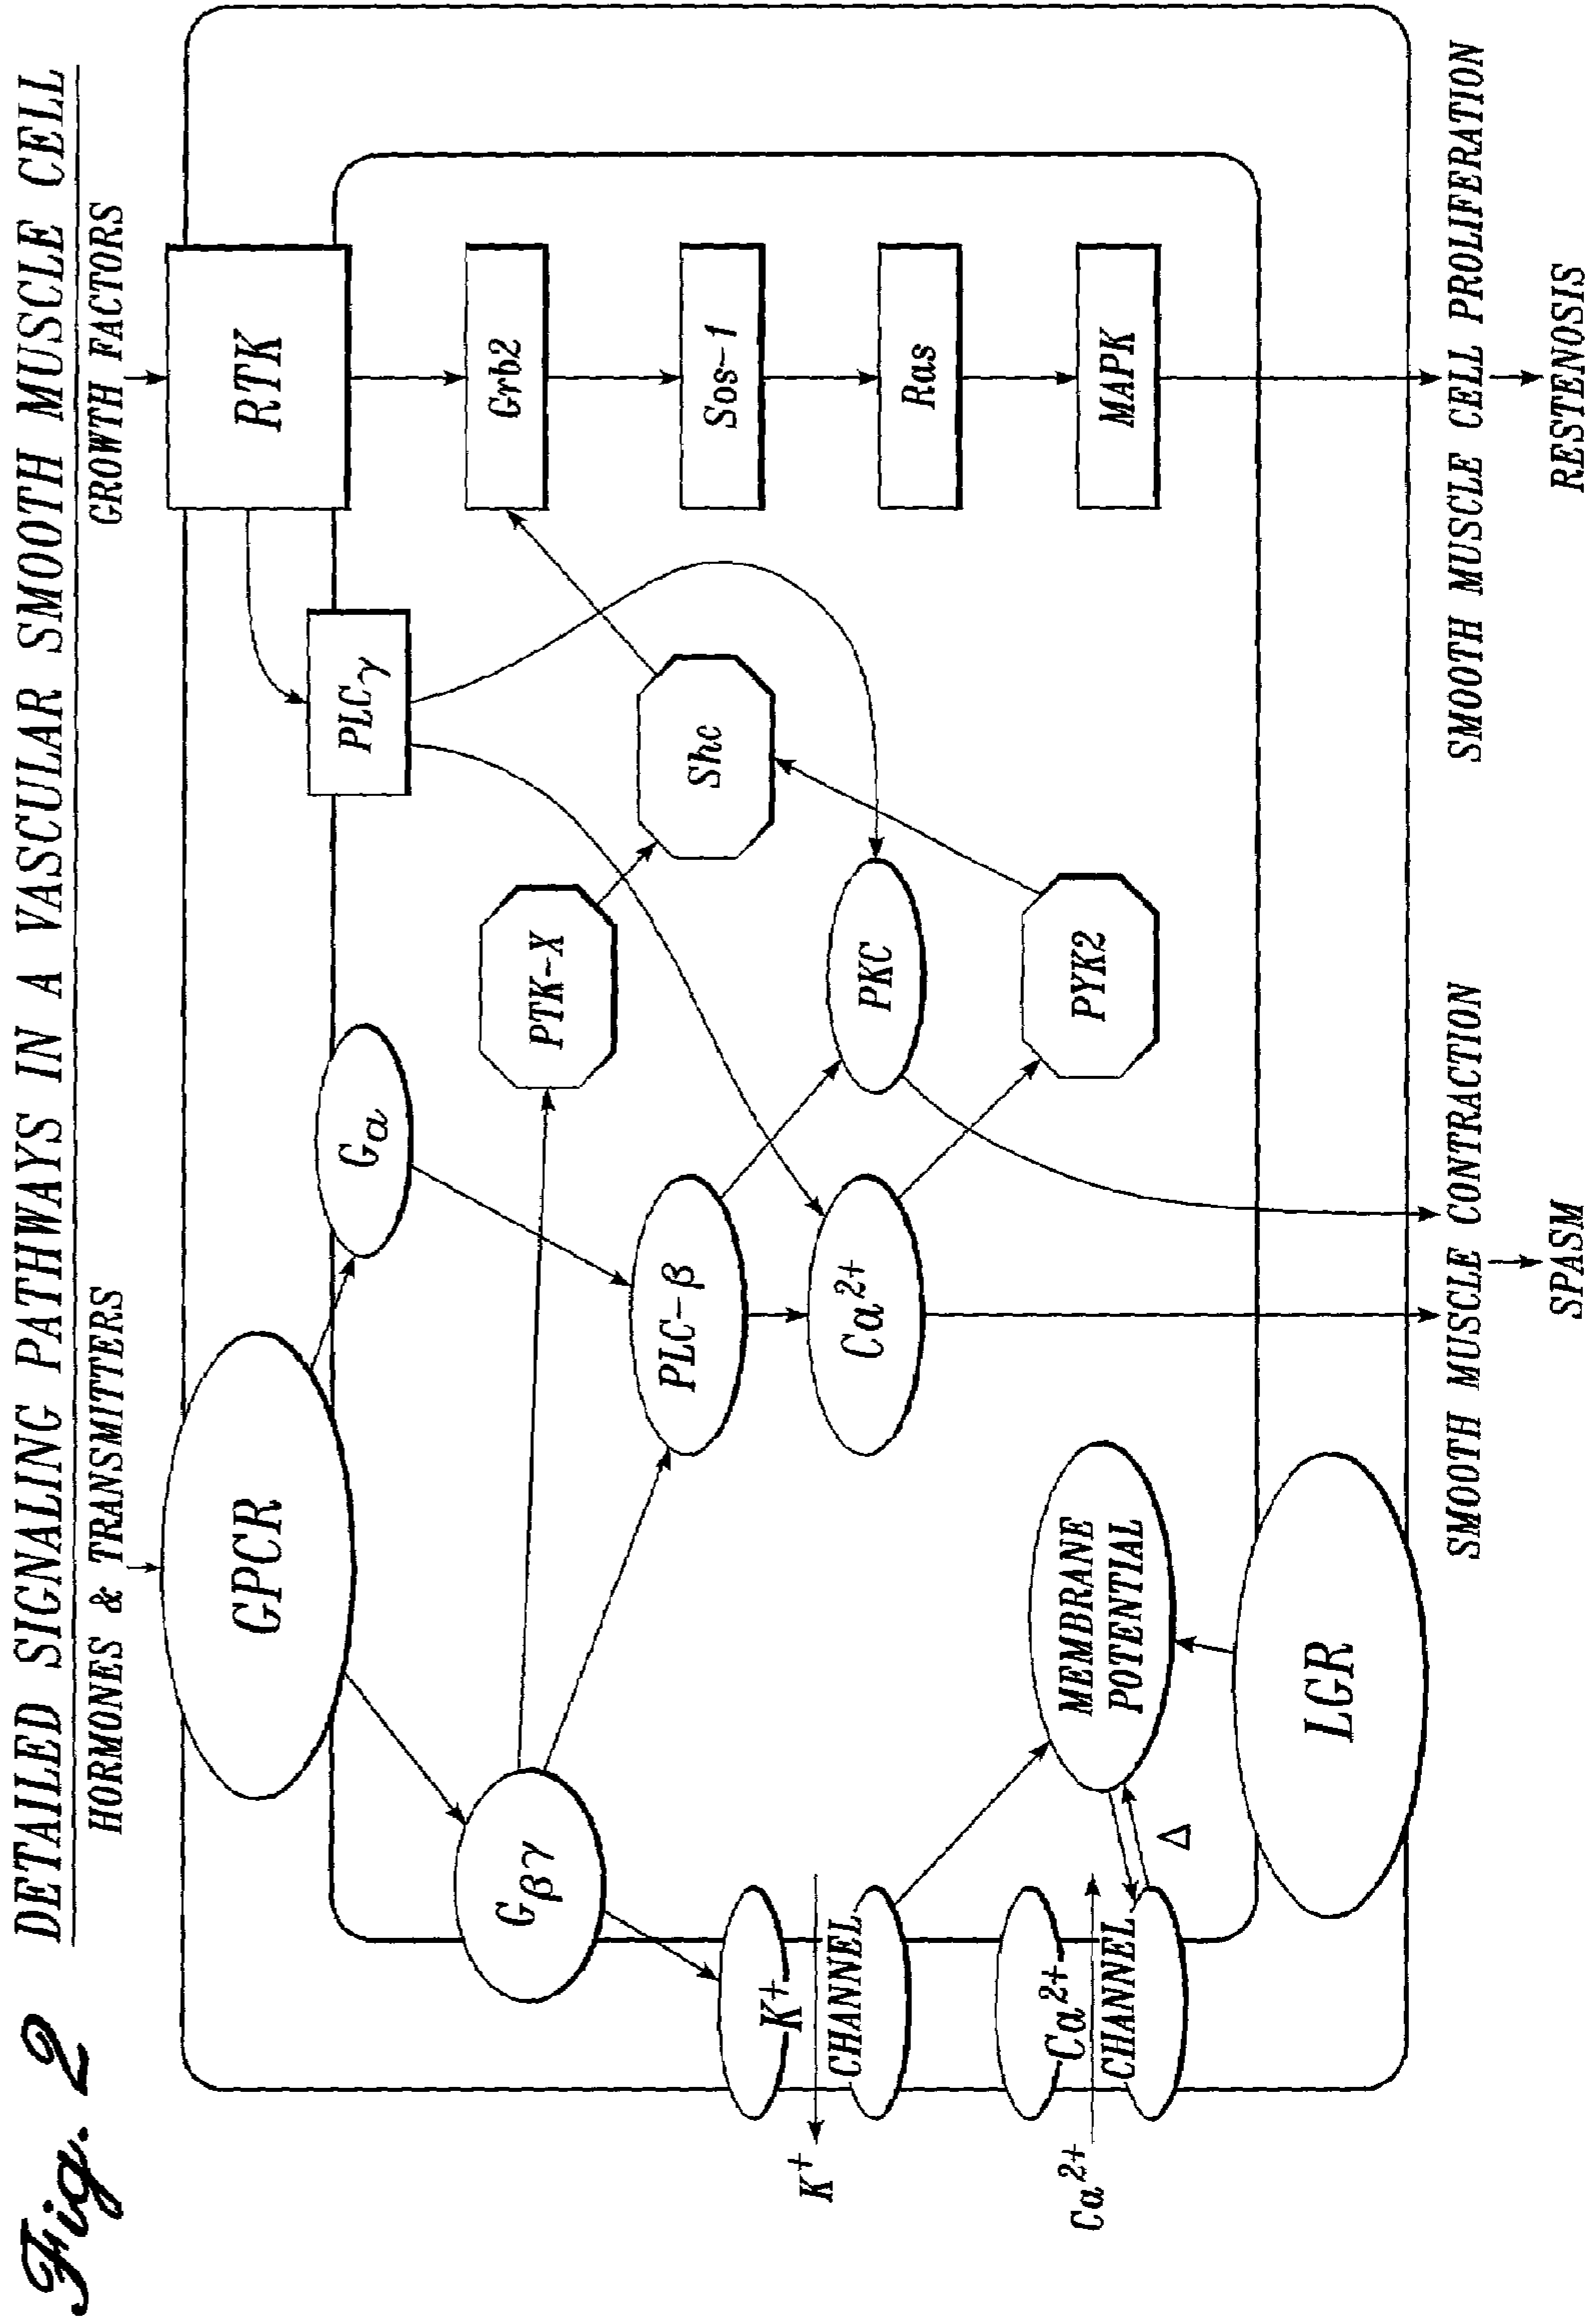 Fig. 2
DETAILED SIGNALING PATHWAYS IN A VASCULAR SMOOTH MUSCLE CELL
HORMONES & TRANSMITTERS
GROWTH FACTORS
GPCR
RTK
Gα
PLCγ
Gβγ
PTK-X
Grb2
PLC-β
Shc
Sos-1
K+
K+
CHANNEL
Ca2+
PKC
Ras
Ca2+
Ca2+
CHANNEL
Δ
MEMBRANE
POTENTIAL
PYK2
MAPK
LGR
SMOOTH MUSCLE CONTRACTION
SMOOTH MUSCLE CELL PROLIFERATION
SPASM
RESTENOSIS